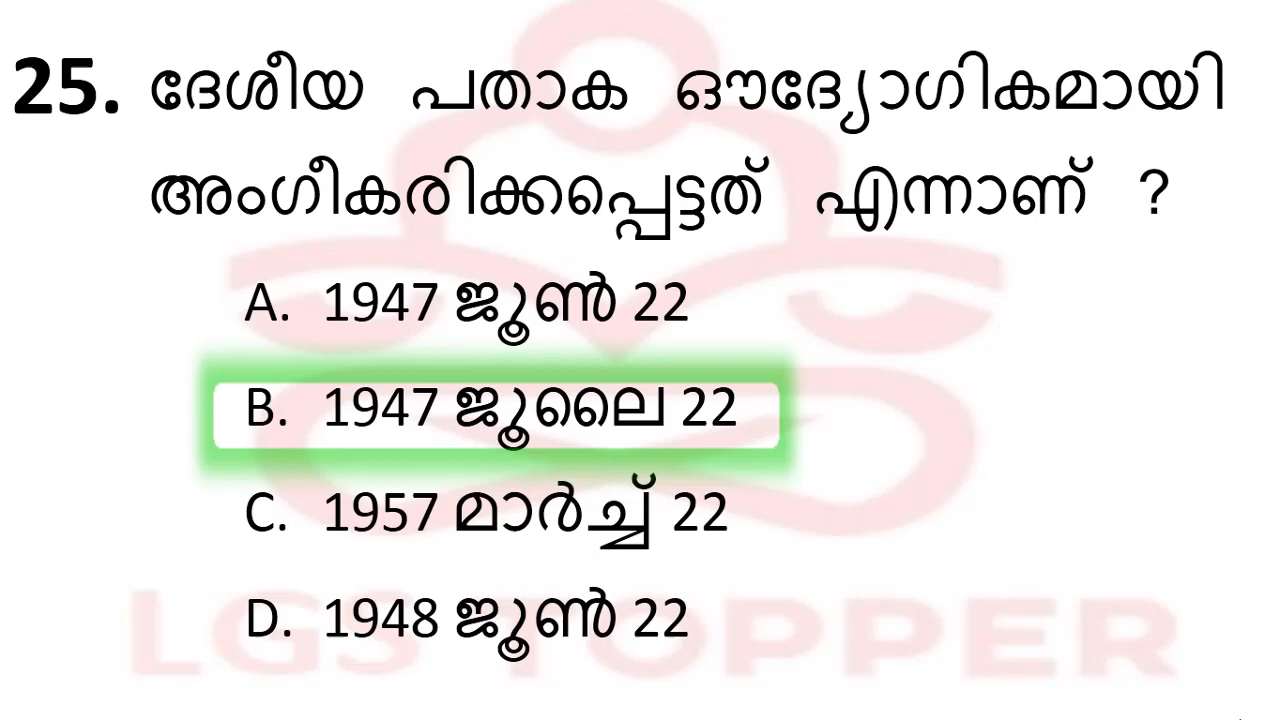 25. ദേശീയ പതാക ഔദ്യോഗികമായി
അംഗീകരിക്കപ്പെട്ടത് എന്നാണ് ?
A. 1947 ജൂൺ 22
B. 1947 ജൂലൈ 22
C. 1957 മാർച്ച് 22
D. 1948 ജൂൺ 22
LGS TOPPER